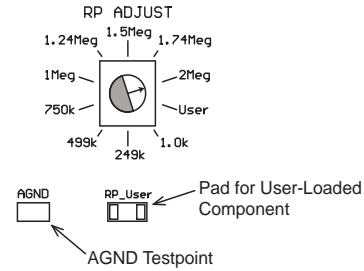 RP ADJUST
1.5Meg
1.24Meg 1.74Meg
1Meg 2Meg
750k User
499k 1.0k
249k
AGND RP_User
Pad for User-Loaded
Component
AGND Testpoint